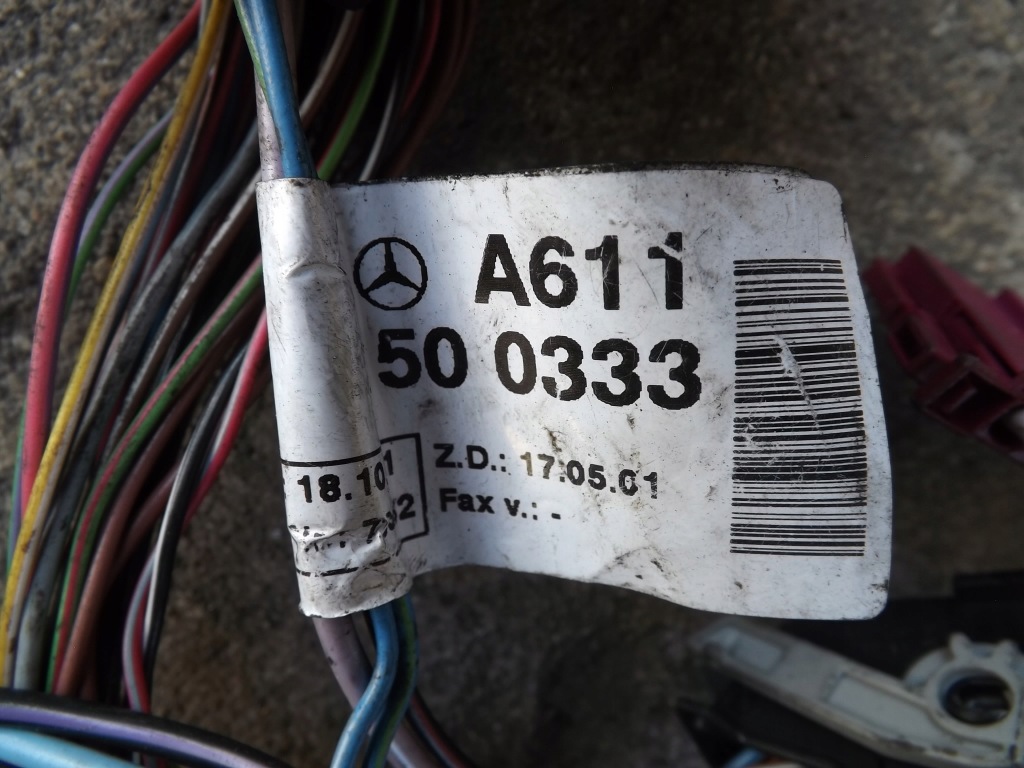 A611
50 0333
Z.D.: 17.05.01
Fax v.: -
18.10